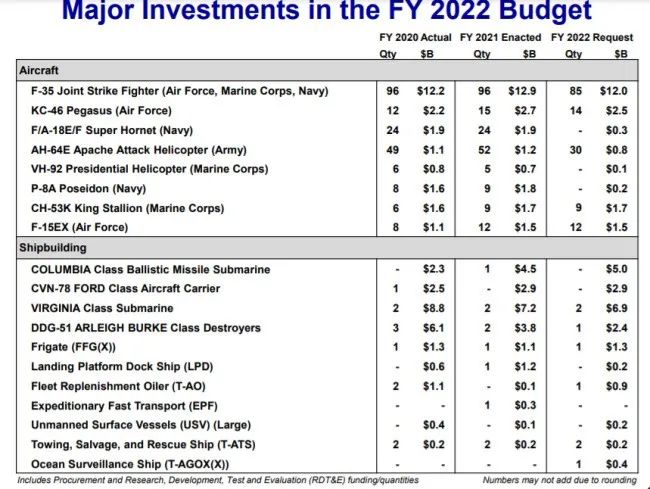 Major Investments in the FY 2022 Budget
FY 2020 Actual FY 2021 Enacted FY 2022 Request
Qty $B Qty $B Qty $B
Aircraft
F-35 Joint Strike Fighter (Air Force, Marine Corps, Navy) 96 $12.2 96 $12.9 85 $12.0
KC-46 Pegasus (Air Force) 12 $2.2 15 $2.7 14 $2.5
F/A-18E/F Super Hornet (Navy) 24 $1.9 24 $1.9 - $0.3
AH-64E Apache Attack Helicopter (Army) 49 $1.1 52 $1.2 30 $0.8
VH-92 Presidential Helicopter (Marine Corps) 6 $0.8 5 $0.7 - $0.1
P-8A Poseidon (Navy) 8 $1.6 9 $1.8 - $0.2
CH-53K King Stallion (Marine Corps) 6 $1.6 9 $1.7 9 $1.7
F-15EX (Air Force) 8 $1.1 12 $1.5 12 $1.5
Shipbuilding
COLUMBIA Class Ballistic Missile Submarine - $2.3 1 $4.5 - $5.0
CVN-78 FORD Class Aircraft Carrier 1 $2.5 - $2.9 - $2.9
VIRGINIA Class Submarine 2 $8.8 2 $7.2 2 $6.9
DDG-51 ARLEIGH BURKE Class Destroyers 3 $6.1 2 $3.8 1 $2.4
Frigate (FFG(X)) 1 $1.3 1 $1.1 1 $1.3
Landing Platform Dock Ship (LPD) - $0.6 1 $1.2 - $0.2
Fleet Replenishment Oiler (T-AO) 2 $1.1 - $0.1 1 $0.9
Expeditionary Fast Transport (EPF) - - 1 $0.3 - -
Unmanned Surface Vessels (USV) (Large) - $0.4 - $0.1 - $0.2
Towing, Salvage, and Rescue Ship (T-ATS) 2 $0.2 2 $0.2 2 $0.2
Ocean Surveillance Ship (T-AGOX(X)) - - - - 1 $0.4
Includes Procurement and Research, Development, Test and Evaluation (RDT&E) funding/quantities Numbers may not add due to rounding